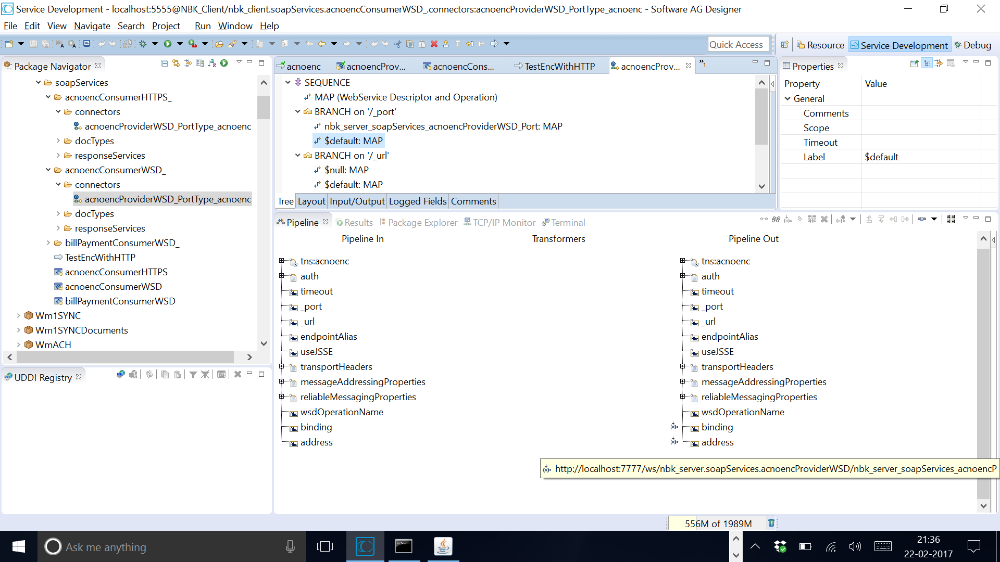 Service Development - localhost:5555@NBK_Client/nbk_client.soapServices.acnoencConsumerWSD_.connectors:acnoencProviderWSD_PortType_acnoenc - Software AG Designer
File Edit View Navigate Search Project Run Window Help
Quick Access
Resource
Service Development
Debug
Package Navigator
soapServices
acnoencConsumerHTTPS_
connectors
acnoencProviderWSD_PortType_acnoenc
docTypes
responseServices
acnoencConsumerWSD_
connectors
acnoencProviderWSD_PortType_acnoenc
docTypes
responseServices
billPaymentConsumerWSD_
TestEncWithHTTP
acnoencConsumerHTTPS
acnoencConsumerWSD
billPaymentConsumerWSD
Wm1SYNC
Wm1SYNCDocuments
WmACH
UDDI Registry
acnoenc
acnoencProv...
acnoencCons...
TestEncWithHTTP
acnoencProv...
»1
SEQUENCE
MAP (WebService Descriptor and Operation)
BRANCH on '/_port'
nbk_server_soapServices_acnoencProviderWSD_Port: MAP
$default: MAP
BRANCH on '/_url'
$null: MAP
$default: MAP
Tree Layout Input/Output Logged Fields Comments
Properties
Property Value
General
Comments
Scope
Timeout
Label $default
Pipeline Results Package Explorer TCP/IP Monitor Terminal
Pipeline In Transformers Pipeline Out
tns:acnoenc tns:acnoenc
auth auth
timeout timeout
_port _port
_url _url
endpointAlias endpointAlias
useJSSE useJSSE
transportHeaders transportHeaders
messageAddressingProperties messageAddressingProperties
reliableMessagingProperties reliableMessagingProperties
wsdOperationName wsdOperationName
binding binding
address address
http://localhost:7777/ws/nbk_server.soapServices.acnoencProviderWSD/nbk_server_soapServices_acnoencP
556M of 1989M
Ask me anything
21:36
22-02-2017